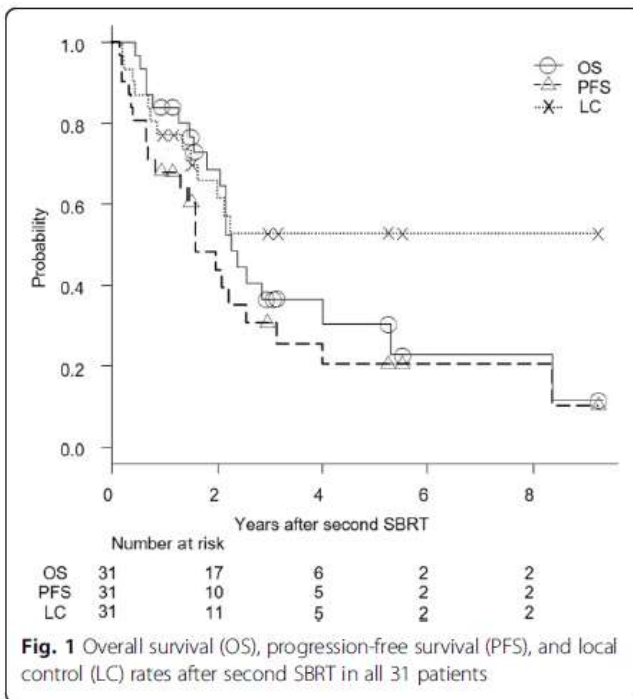 1.0
0.8
0.6
0.4
0.2
0.0
Probability
OS
PFS
LC
0 2 4 6 8
Years after second SBRT
Number at risk
OS 31 17 6 2 2
PFS 31 10 5 2 2
LC 31 11 5 2 2
Fig. 1 Overall survival (OS), progression-free survival (PFS), and local
control (LC) rates after second SBRT in all 31 patients